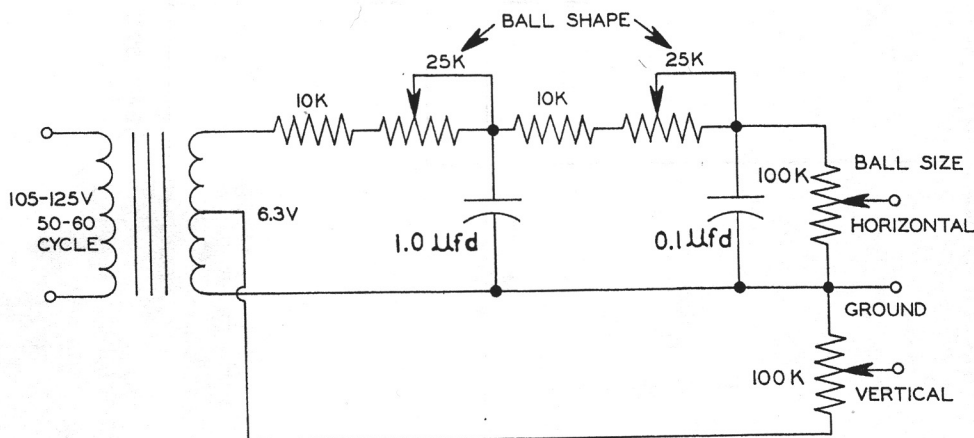 BALL SHAPE
25K
25K
10K
10K
105-125V
50-60
CYCLE
6.3V
1.0 µfd
0.1 µfd
100K
BALL SIZE
HORIZONTAL
GROUND
100K
VERTICAL